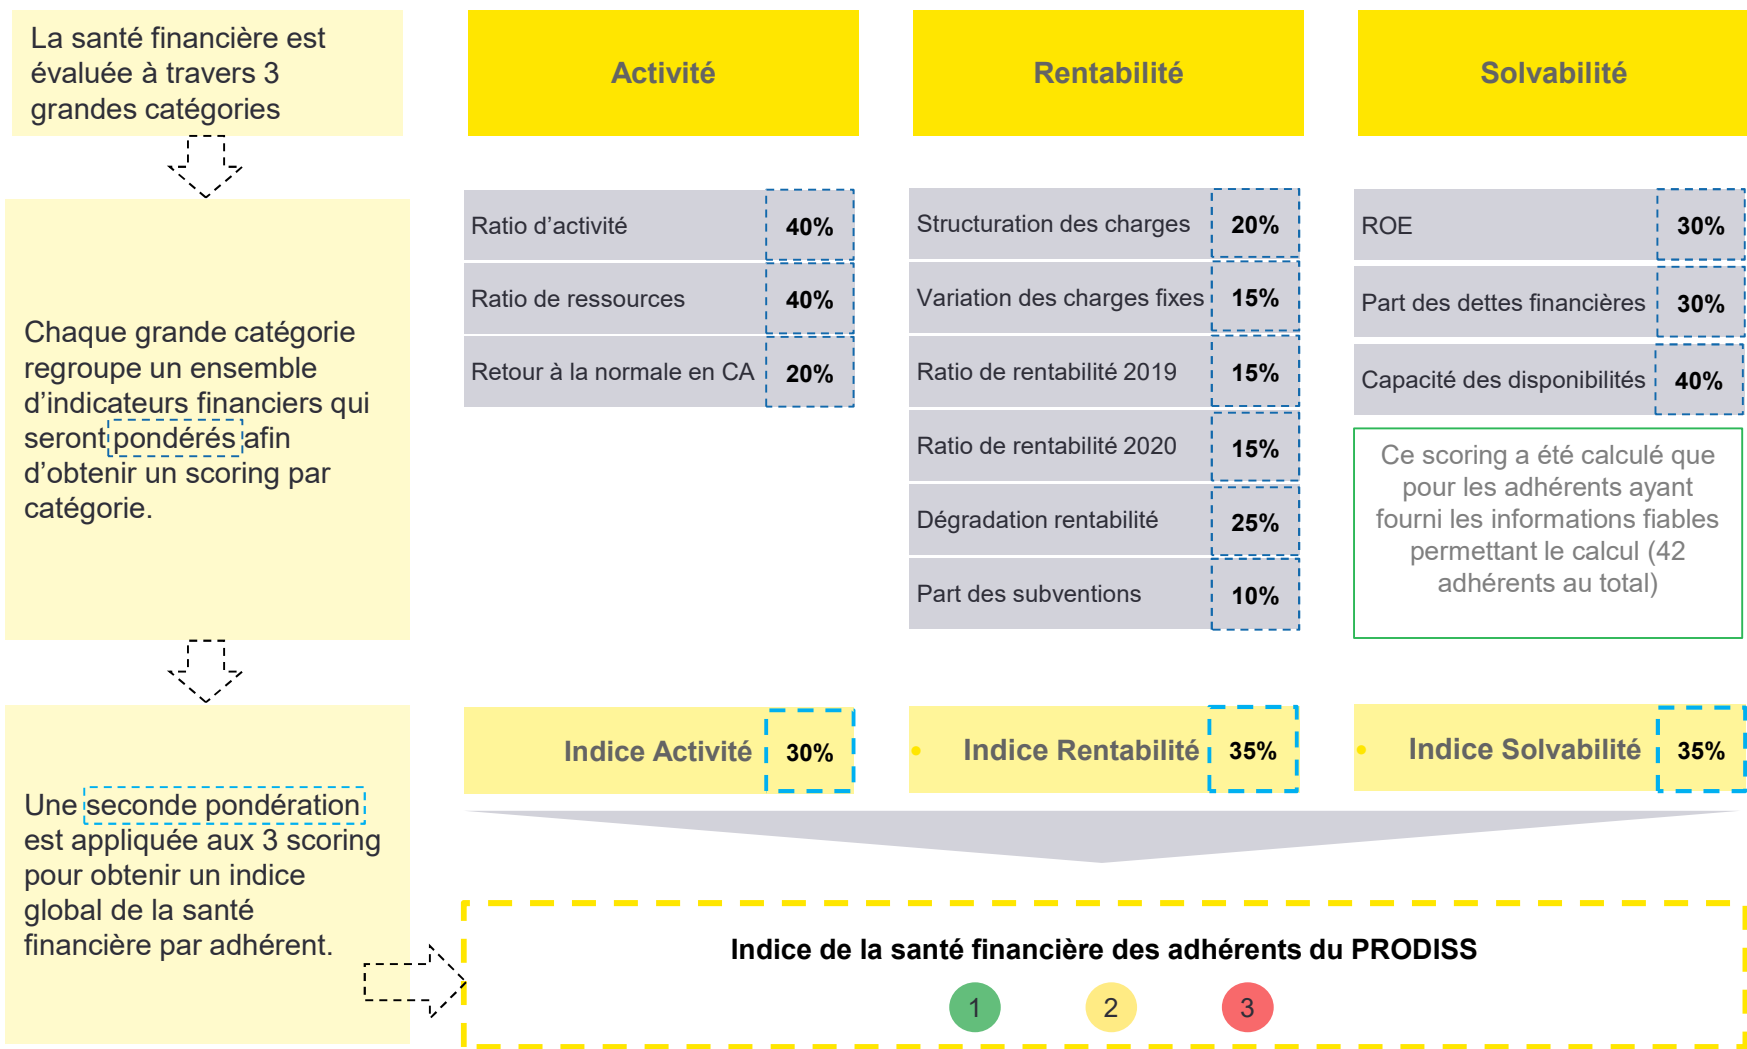 La santé financière est
évaluée à travers 3
grandes catégories
Activité
Rentabilité
Solvabilité
Chaque grande catégorie
regroupe un ensemble
d’indicateurs financiers qui
seront pondérés afin
d’obtenir un scoring par
catégorie.
Ratio d’activité 40%
Ratio de ressources 40%
Retour à la normale en CA 20%
Structuration des charges 20%
Variation des charges fixes 15%
Ratio de rentabilité 2019 15%
Ratio de rentabilité 2020 15%
Dégradation rentabilité 25%
Part des subventions 10%
ROE 30%
Part des dettes financières 30%
Capacité des disponibilités 40%
Ce scoring a été calculé que
pour les adhérents ayant
fourni les informations fiables
permettant le calcul (42
adhérents au total)
Une seconde pondération
est appliquée aux 3 scoring
pour obtenir un indice
global de la santé
financière par adhérent.
Indice Activité 30%
• Indice Rentabilité 35%
• Indice Solvabilité 35%
Indice de la santé financière des adhérents du PRODISS
1 2 3